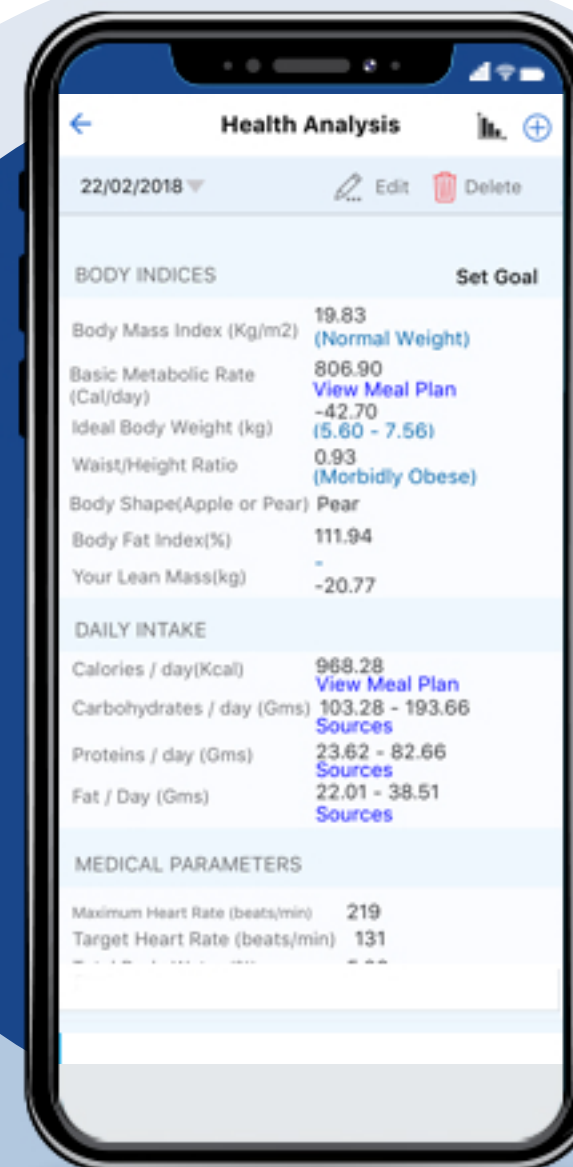 Health Analysis
22/02/2018 Edit Delete
BODY INDICES Set Goal
Body Mass Index (Kg/m2) 19.83
(Normal Weight)
Basic Metabolic Rate (Cal/day) 806.90
View Meal Plan
Ideal Body Weight (kg) -42.70
(5.60 - 7.56)
Waist/Height Ratio 0.93
(Morbidly Obese)
Body Shape(Apple or Pear) Pear
Body Fat Index(%) 111.94
-
Your Lean Mass(kg) -20.77
DAILY INTAKE
Calories / day(Kcal) 968.28
View Meal Plan
Carbohydrates / day (Gms) 103.28 - 193.66
Sources
Proteins / day (Gms) 23.62 - 82.66
Sources
Fat / Day (Gms) 22.01 - 38.51
Sources
MEDICAL PARAMETERS
Maximum Heart Rate (beats/min) 219
Target Heart Rate (beats/min) 131